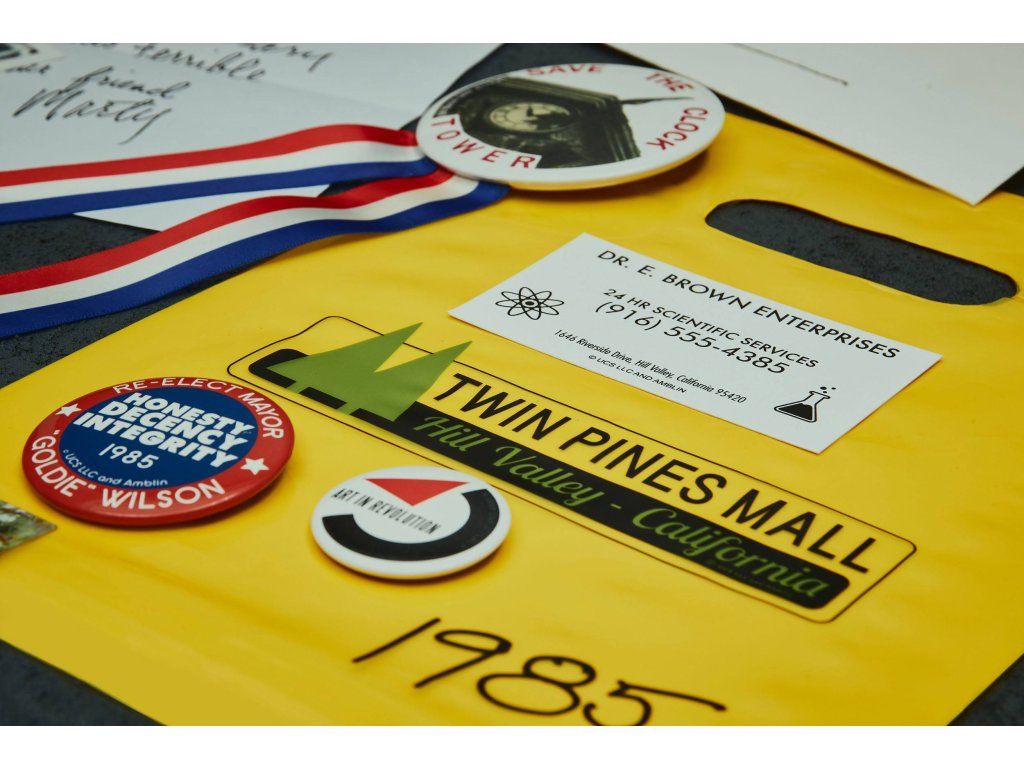 terrible
friend
Marty
SAVE THE CLOCK
TOWER
DR. E. BROWN ENTERPRISES
24 HR SCIENTIFIC SERVICES
(916) 555-4385
1646 Riverside Drive, Hill Valley, California 95420
© UCS LLC AND AMBLIN
TWIN PINES MALL
Hill Valley - California
RE-ELECT MAYOR
HONESTY
DECENCY
INTEGRITY
1985
© UCS LLC and Amblin
"GOLDIE" WILSON
ART IN REVOLUTION
1985